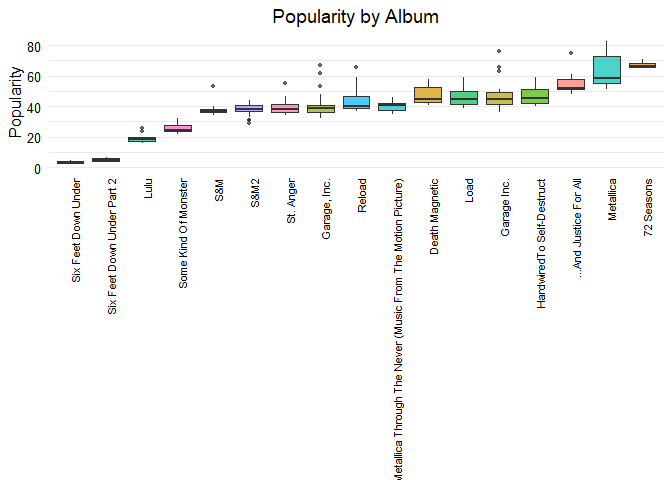 Popularity by Album
Popularity
80
60
40
20
0
Six Feet Down Under
Six Feet Down Under Part 2
Lulu
Some Kind Of Monster
S&M
S&M2
St. Anger
Garage, Inc.
Reload
Metallica Through The Never (Music From The Motion Picture)
Death Magnetic
Load
Garage Inc.
HardwiredTo Self-Destruct
...And Justice For All
Metallica
72 Seasons